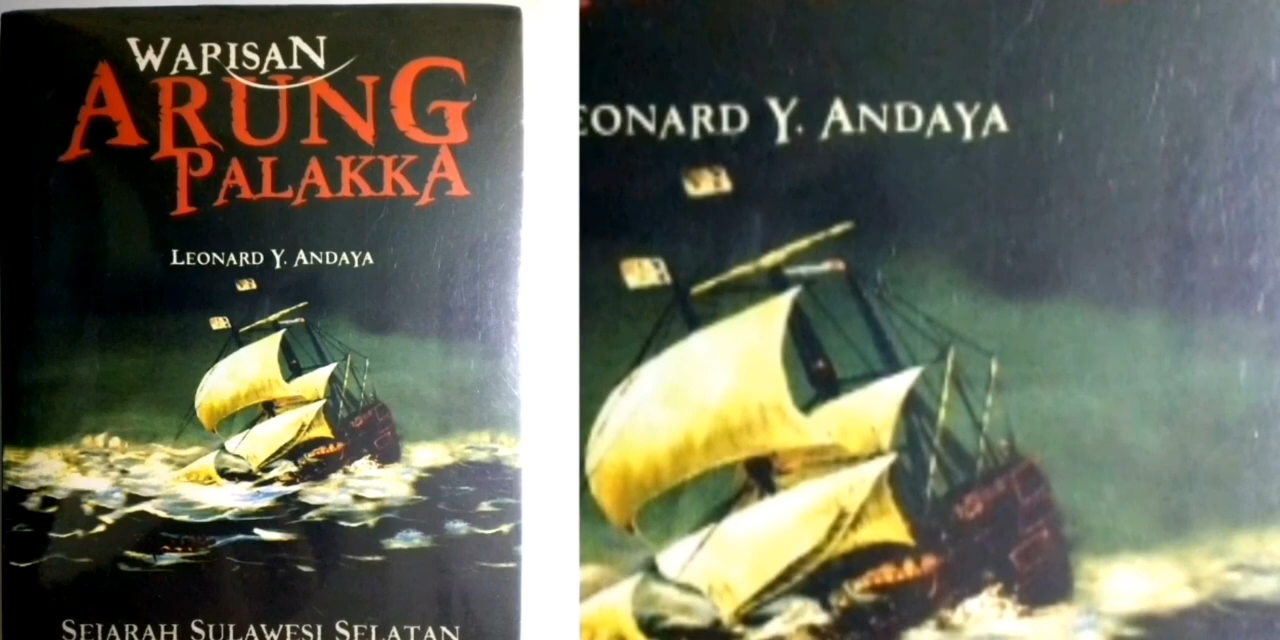 WARISAN
ARUNG
PALAKKA
LEONARD Y. ANDAYA
SEJARAH SULAWESI SELATAN
EONARD Y. ANDAYA